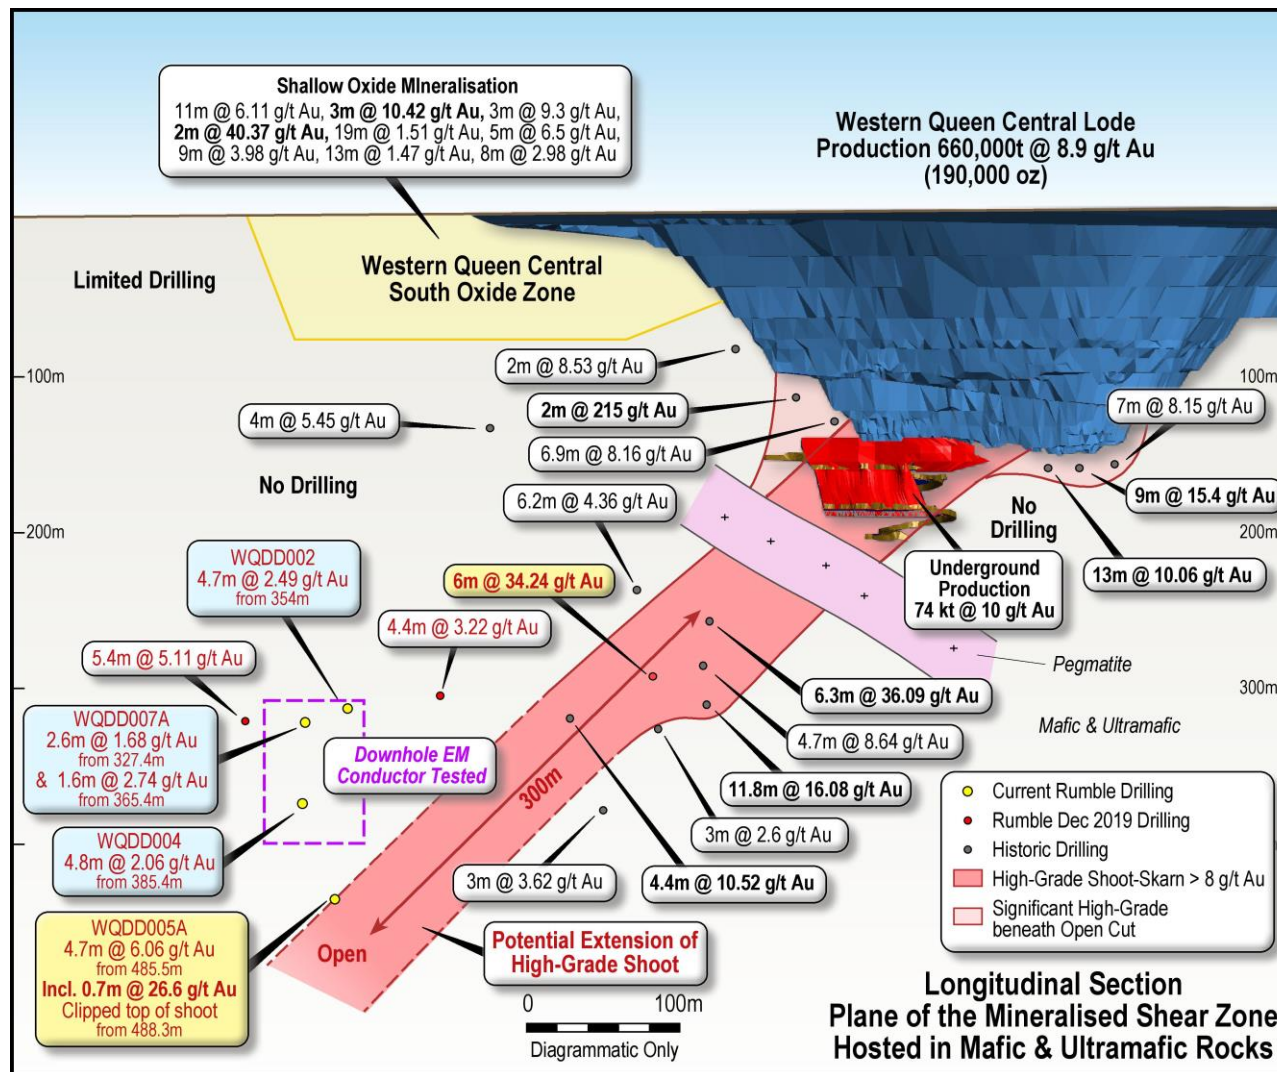 Shallow Oxide MIneralisation
11m @ 6.11 g/t Au, 3m @ 10.42 g/t Au, 3m @ 9.3 g/t Au,
2m @ 40.37 g/t Au, 19m @ 1.51 g/t Au, 5m @ 6.5 g/t Au,
9m @ 3.98 g/t Au, 13m @ 1.47 g/t Au, 8m @ 2.98 g/t Au
Western Queen Central Lode
Production 660,000t @ 8.9 g/t Au
(190,000 oz)
Limited Drilling
Western Queen Central
South Oxide Zone
100m
100m
2m @ 8.53 g/t Au
2m @ 215 g/t Au
4m @ 5.45 g/t Au
6.9m @ 8.16 g/t Au
7m @ 8.15 g/t Au
No Drilling
6.2m @ 4.36 g/t Au
9m @ 15.4 g/t Au
No
Drilling
200m
200m
13m @ 10.06 g/t Au
WQDD002
4.7m @ 2.49 g/t Au
from 354m
6m @ 34.24 g/t Au
Underground
Production
74 kt @ 10 g/t Au
4.4m @ 3.22 g/t Au
5.4m @ 5.11 g/t Au
Pegmatite
300m
6.3m @ 36.09 g/t Au
Mafic & Ultramafic
WQDD007A
2.6m @ 1.68 g/t Au
from 327.4m
& 1.6m @ 2.74 g/t Au
from 365.4m
Downhole EM
Conductor Tested
4.7m @ 8.64 g/t Au
300m
11.8m @ 16.08 g/t Au
3m @ 2.6 g/t Au
WQDD004
4.8m @ 2.06 g/t Au
from 385.4m
3m @ 3.62 g/t Au
4.4m @ 10.52 g/t Au
Current Rumble Drilling
Rumble Dec 2019 Drilling
Historic Drilling
High-Grade Shoot-Skarn > 8 g/t Au
Significant High-Grade
beneath Open Cut
WQDD005A
4.7m @ 6.06 g/t Au
from 485.5m
Incl. 0.7m @ 26.6 g/t Au
Clipped top of shoot
from 488.3m
Open
Potential Extension of
High-Grade Shoot
0 100m
Diagrammatic Only
Longitudinal Section
Plane of the Mineralised Shear Zone
Hosted in Mafic & Ultramafic Rocks